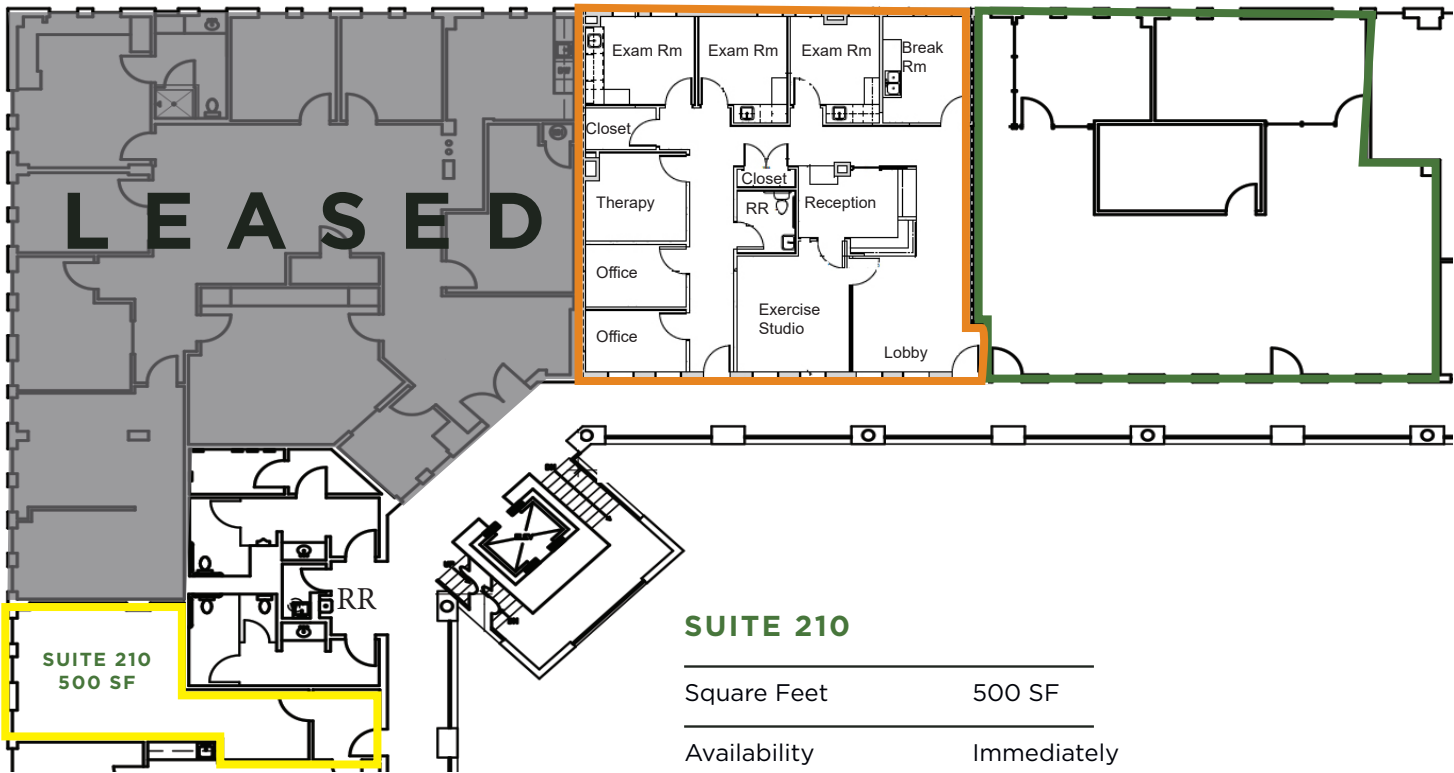 Exam Rm
Exam Rm
Exam Rm
Break
Rm
Closet
Closet
Therapy
RR
Reception
LEASED
Office
Exercise
Studio
Office
Lobby
RR
SUITE 210
500 SF
SUITE 210
Square Feet 500 SF
Availability Immediately